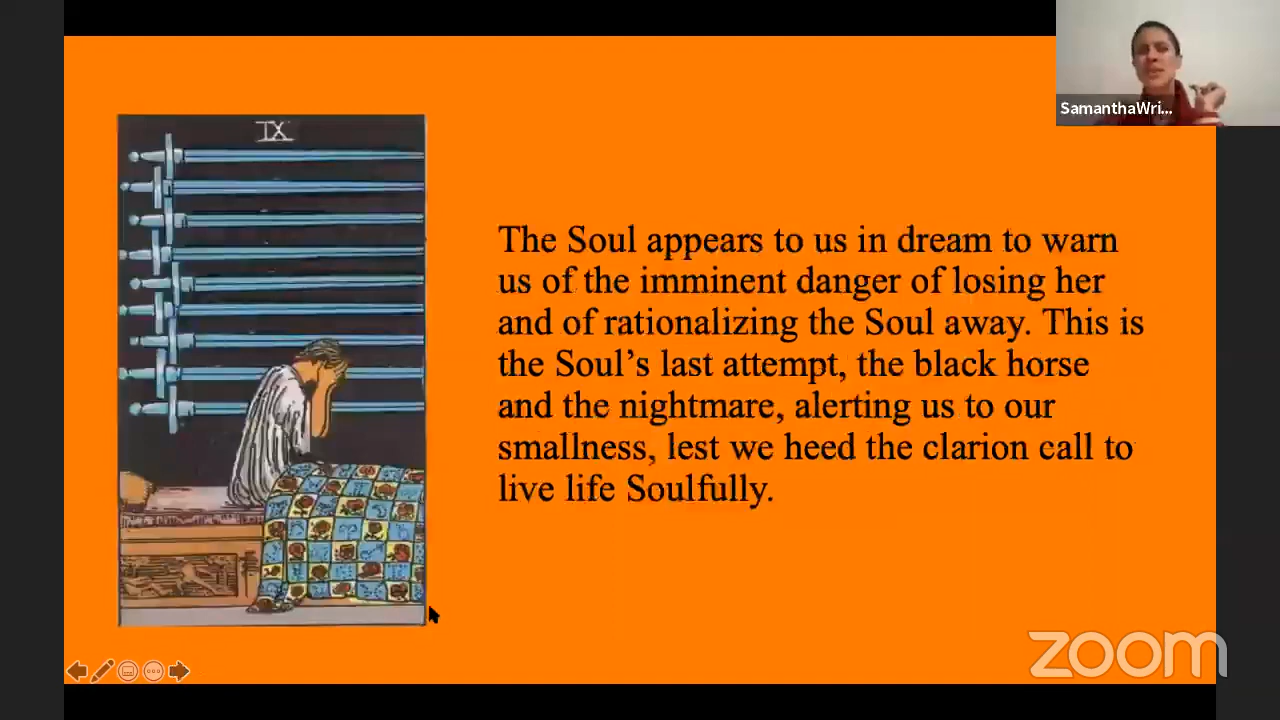 SamanthaWri...
IX
The Soul appears to us in dream to warn
us of the imminent danger of losing her
and of rationalizing the Soul away. This is
the Soul’s last attempt, the black horse
and the nightmare, alerting us to our
smallness, lest we heed the clarion call to
live life Soulfully.
zoom